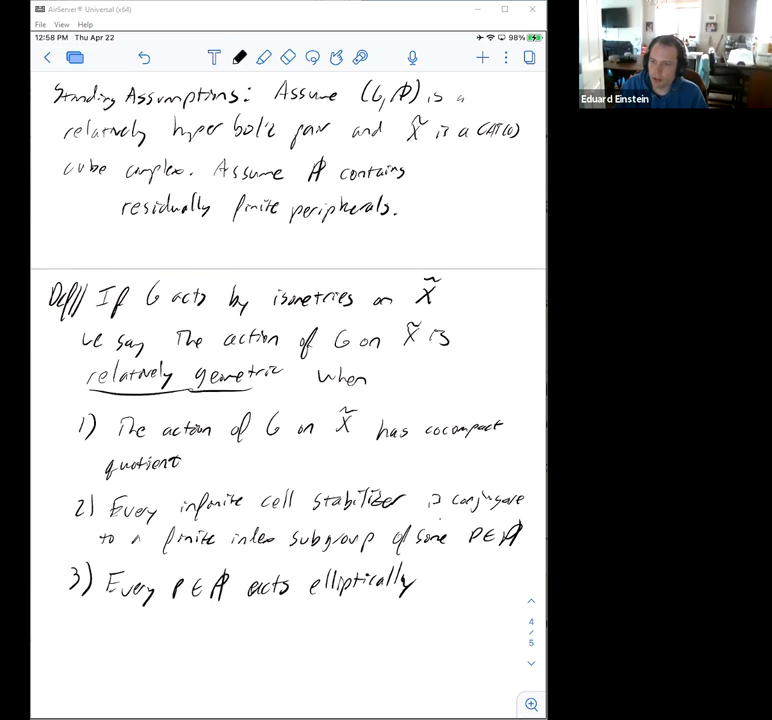 AirServer® Universal (x64)
File View Help
12:58 PM Thu Apr 22
98%
Eduard Einstein
Standing Assumptions: Assume (G, P) is a
relatively hyperbolic pair and X̃ is a CAT(0)
cube complex. Assume P contains
residually finite peripherals.
Def// If G acts by isometries on X̃
we say the action of G on X̃ is
relatively geometric when
1) The action of G on X̃ has cocompact
quotient
2) Every infinite cell stabilizer is conjugate
to a finite index subgroup of some P∈P
3) Every P∈P acts elliptically
4
/
5